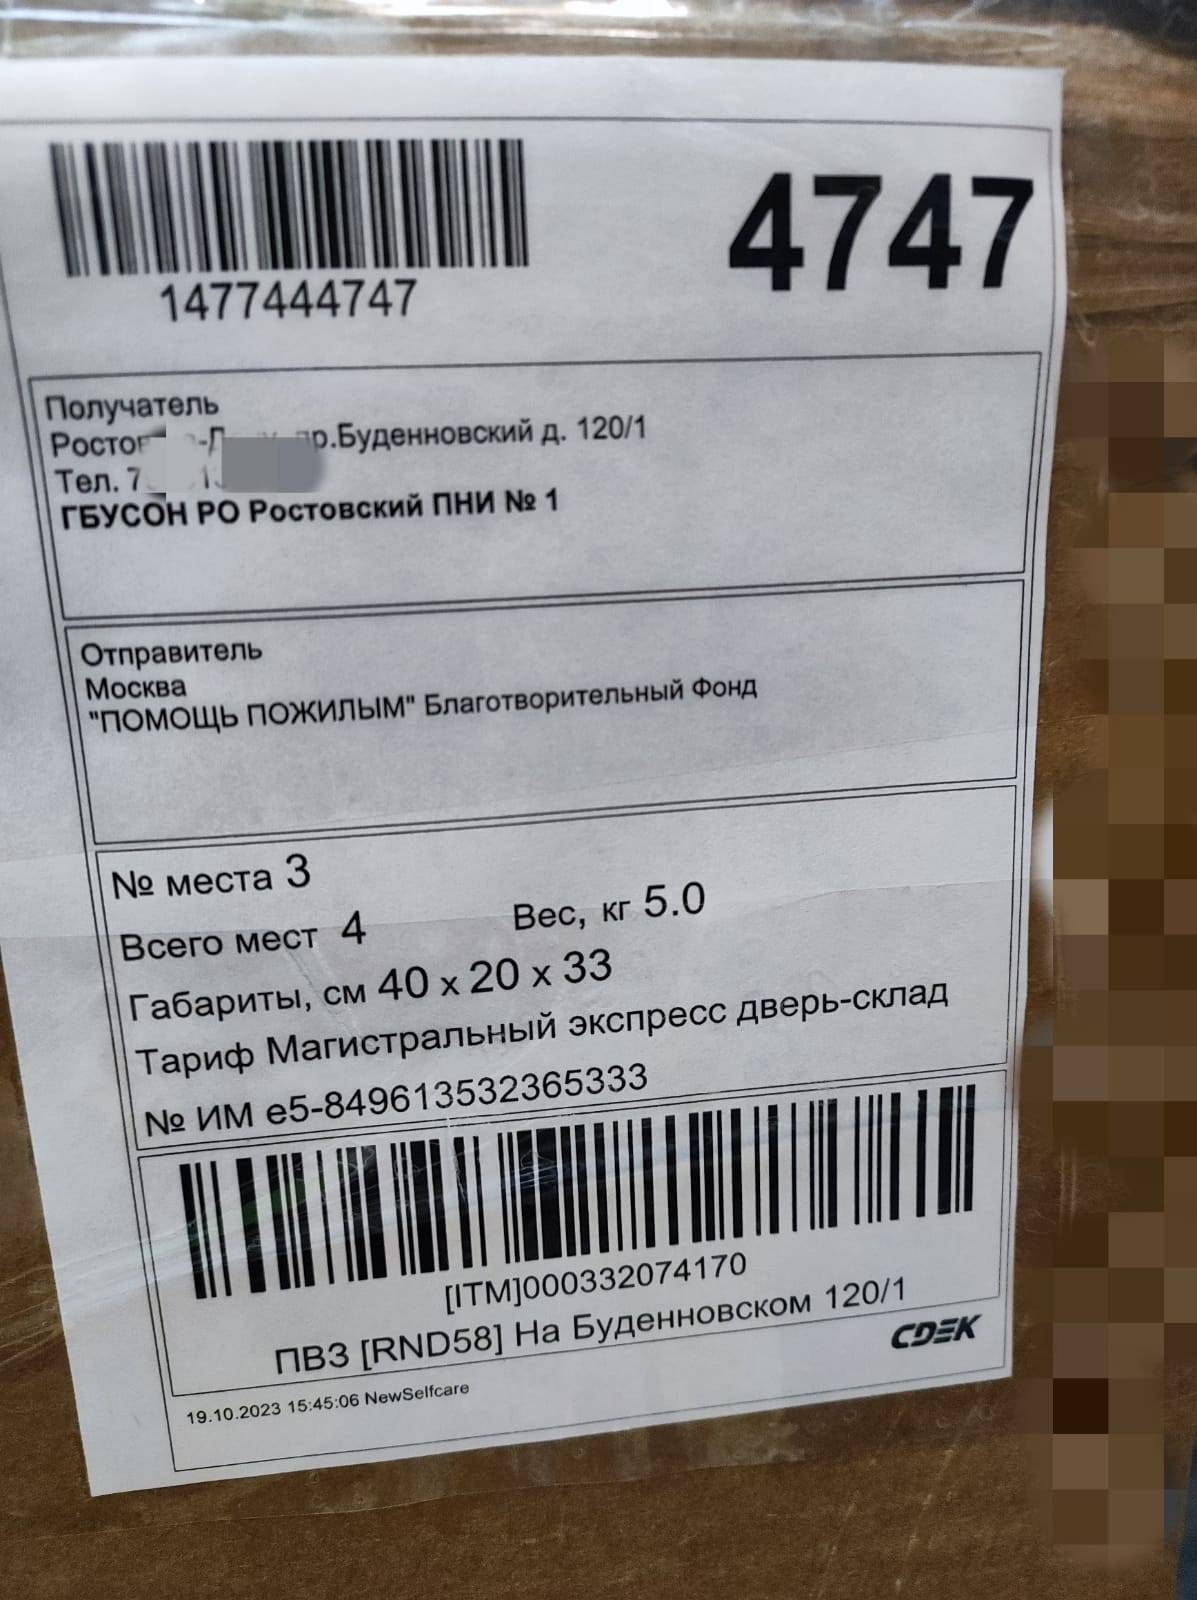 4747
1477444747
Получатель
пр.Буденновский д. 120/1
Тел.
ГБУСОН РО Ростовский ПНИ № 1
Отправитель
Москва
"ПОМОЩЬ ПОЖИЛЫМ" Благотворительный Фонд
№ места 3
Всего мест 4 Вес, кг 5.0
Габариты, см 40 x 20 x 33
Тариф Магистральный экспресс дверь-склад
№ ИМ e5-849613532365333
[ITM]000332074170
ПВЗ [RND58] На Буденновском 120/1
CDEK
19.10.2023 15:45:06 NewSelfcare